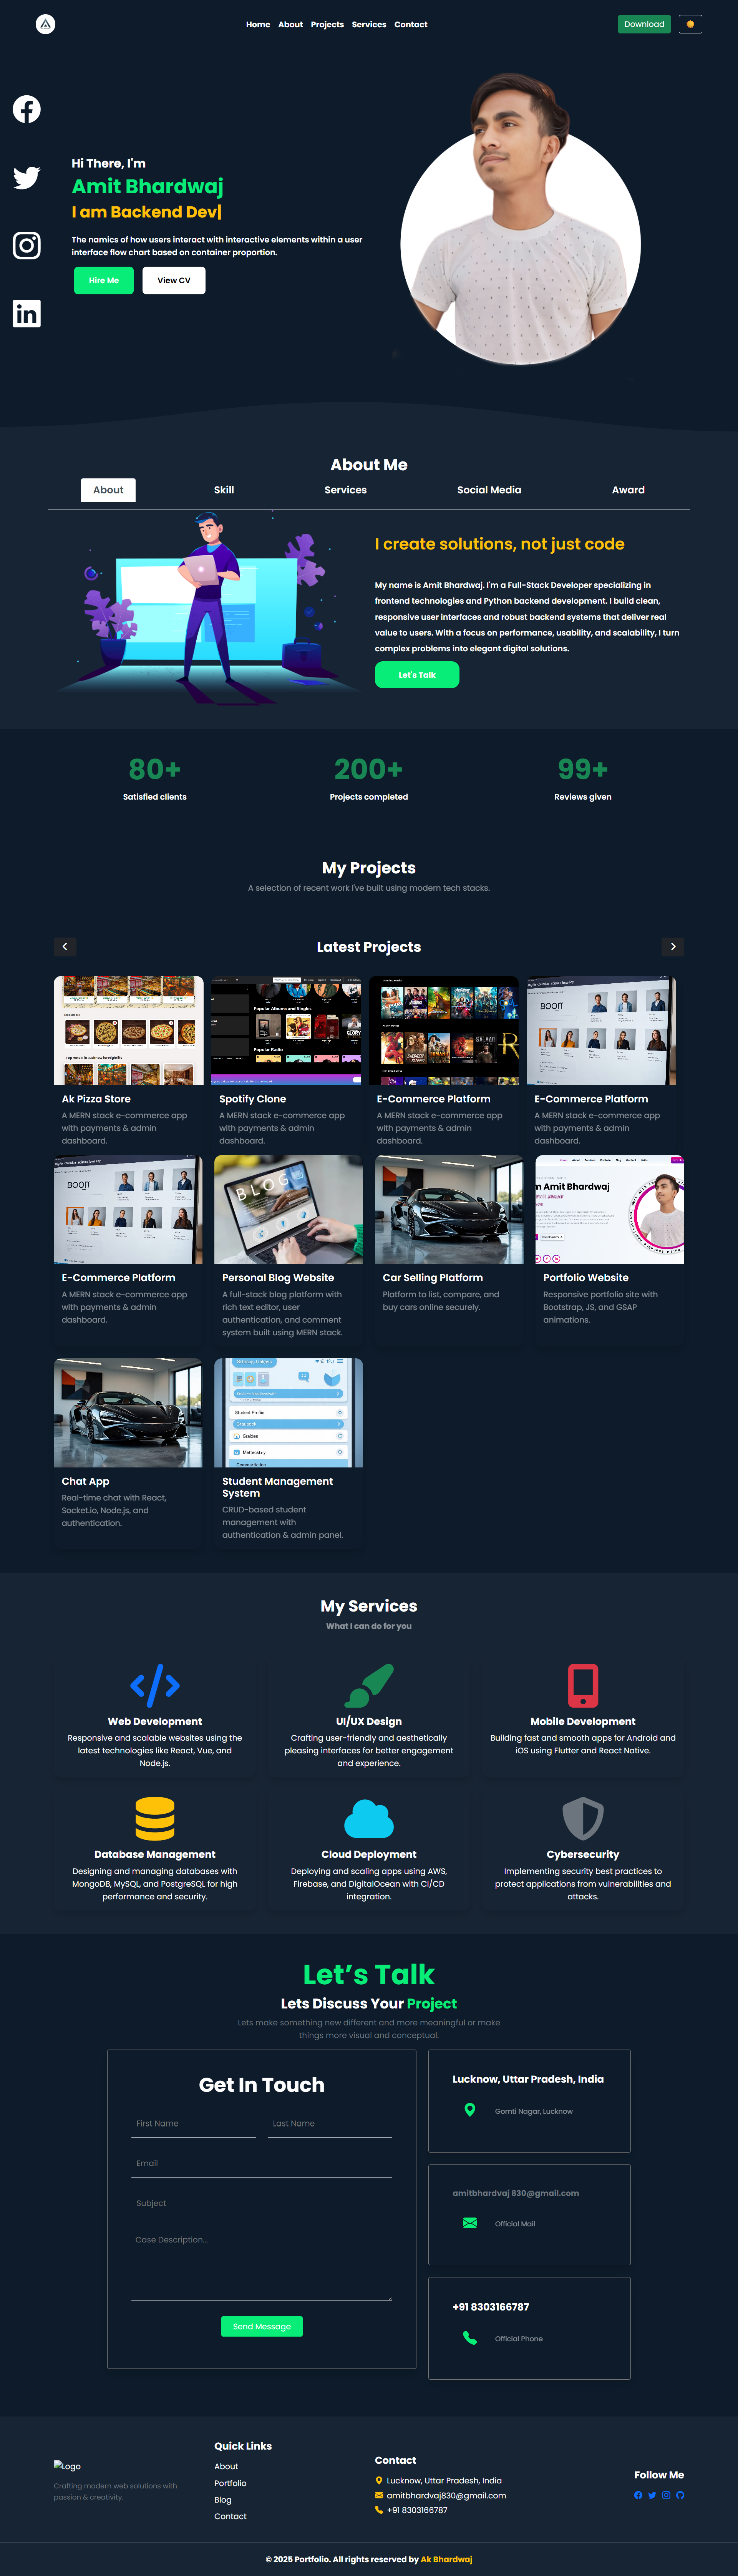 Home About Projects Services Contact
Download
Hi There, I'm
Amit Bhardwaj
I am Backend Dev|
The namics of how users interact with interactive elements within a user
interface flow chart based on container proportion.
Hire Me
View CV
About Me
About Skill Services Social Media Award
I create solutions, not just code
My name is Amit Bhardwaj. I'm a Full-Stack Developer specializing in
frontend technologies and Python backend development. I build clean,
responsive user interfaces and robust backend systems that deliver real
value to users. With a focus on performance, usability, and scalability, I turn
complex problems into elegant digital solutions.
Let's Talk
80+ 200+ 99+
Satisfied clients Projects completed Reviews given
My Projects
A selection of recent work I've built using modern tech stacks.
Latest Projects
Popular Albums and Singles
Popular Radio
Ak Pizza Store
A MERN stack e-commerce app
with payments & admin
dashboard.
Spotify Clone
A MERN stack e-commerce app
with payments & admin
dashboard.
E-Commerce Platform
A MERN stack e-commerce app
with payments & admin
dashboard.
E-Commerce Platform
A MERN stack e-commerce app
with payments & admin
dashboard.
BLOG
m Amit Bhardwaj
E-Commerce Platform
A MERN stack e-commerce app
with payments & admin
dashboard.
Personal Blog Website
A full-stack blog platform with
rich text editor, user
authentication, and comment
system built using MERN stack.
Car Selling Platform
Platform to list, compare, and
buy cars online securely.
Portfolio Website
Responsive portfolio site with
Bootstrap, JS, and GSAP
animations.
Student Profile
Chat App
Real-time chat with React,
Socket.io, Node.js, and
authentication.
Student Management
System
CRUD-based student
management with
authentication & admin panel.
My Services
What I can do for you
Web Development
Responsive and scalable websites using the
latest technologies like React, Vue, and
Node.js.
UI/UX Design
Crafting user-friendly and aesthetically
pleasing interfaces for better engagement
and experience.
Mobile Development
Building fast and smooth apps for Android and
iOS using Flutter and React Native.
Database Management
Designing and managing databases with
MongoDB, MySQL, and PostgreSQL for high
performance and security.
Cloud Deployment
Deploying and scaling apps using AWS,
Firebase, and DigitalOcean with CI/CD
integration.
Cybersecurity
Implementing security best practices to
protect applications from vulnerabilities and
attacks.
Let's Talk
Lets Discuss Your Project
Lets make something new different and more meaningful or make
things more visual and conceptual.
Get In Touch
First Name
Last Name
Email
Subject
Case Description...
Send Message
Lucknow, Uttar Pradesh, India
Gomti Nagar, Lucknow
amitbhardvaj 830@gmail.com
Official Mail
+91 8303166787
Official Phone
Logo
Crafting modern web solutions with
passion & creativity.
Quick Links
About
Portfolio
Blog
Contact
Contact
Lucknow, Uttar Pradesh, India
amitbhardvaj830@gmail.com
+91 8303166787
Follow Me
© 2025 Portfolio. All rights reserved by Ak Bhardwaj